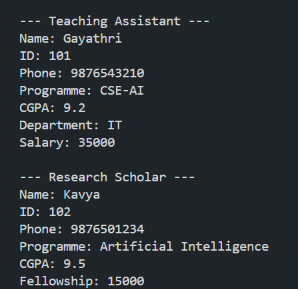 --- Teaching Assistant ---
Name: Gayathri
ID: 101
Phone: 9876543210
Programme: CSE-AI
CGPA: 9.2
Department: IT
Salary: 35000

--- Research Scholar ---
Name: Kavya
ID: 102
Phone: 9876501234
Programme: Artificial Intelligence
CGPA: 9.5
Fellowship: 15000